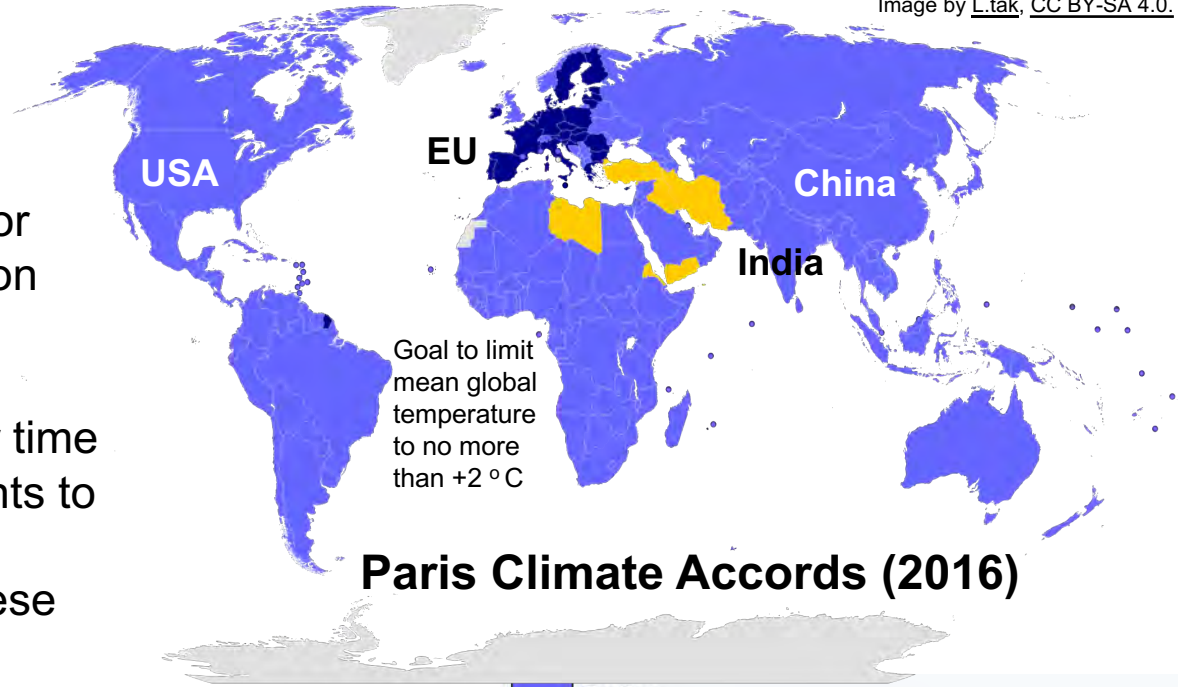 Image by L.tak, CC BY-SA 4.0.
USA
EU
China
India
or
on
Goal to limit
mean global
temperature
to no more
than +2 º C
time
nts to
Paris Climate Accords (2016)
ese